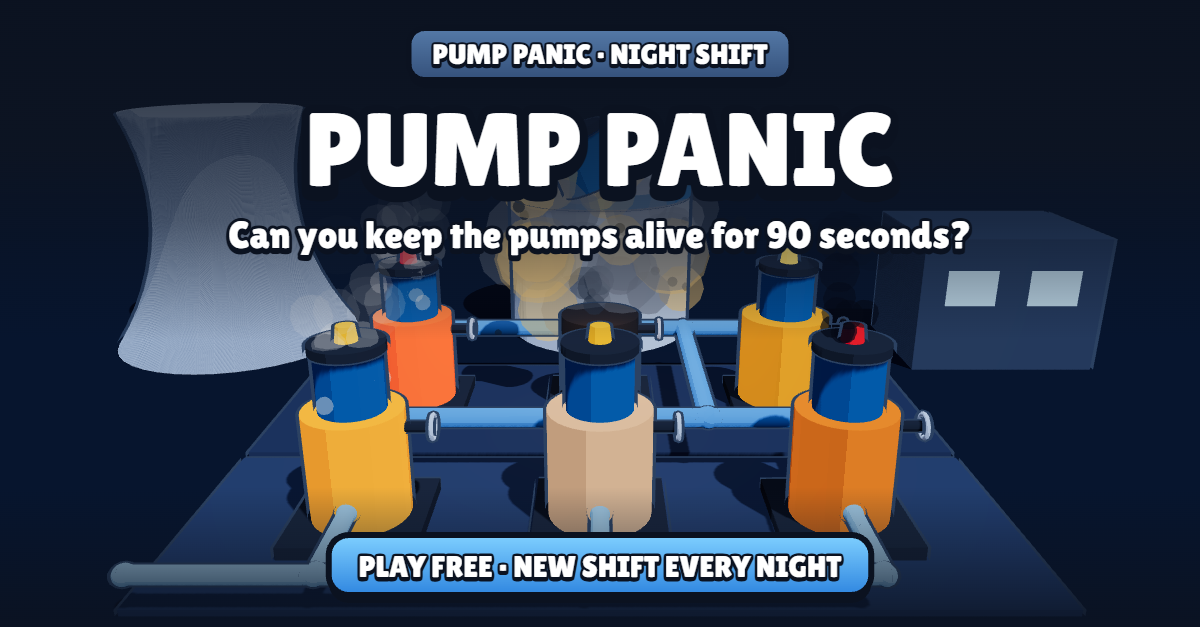 PUMP PANIC · NIGHT SHIFT
PUMP PANIC
Can you keep the pumps alive for 90 seconds?
PLAY FREE · NEW SHIFT EVERY NIGHT